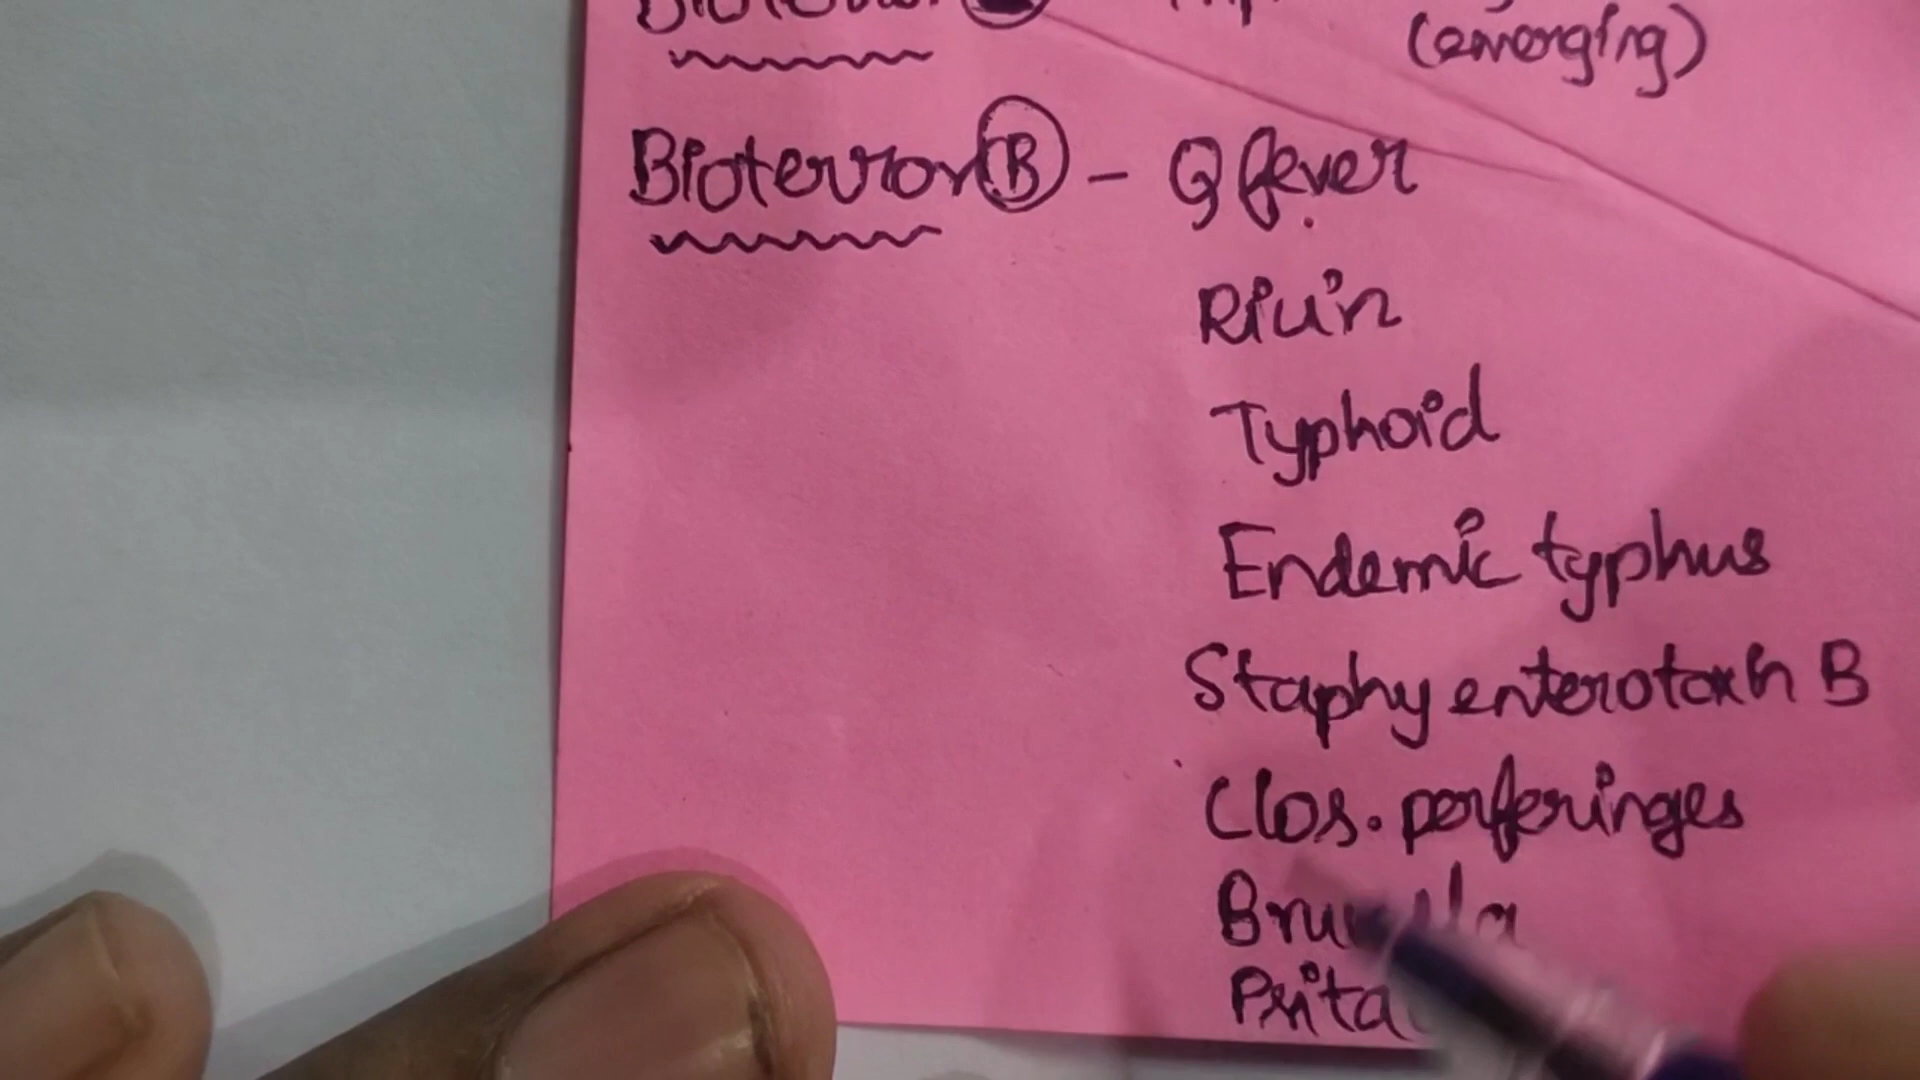 (emerging)
Bioterror B - Q fever
Ricin
Typhoid
Endemic typhus
Staphy enterotoxin B
Clos. perferinges